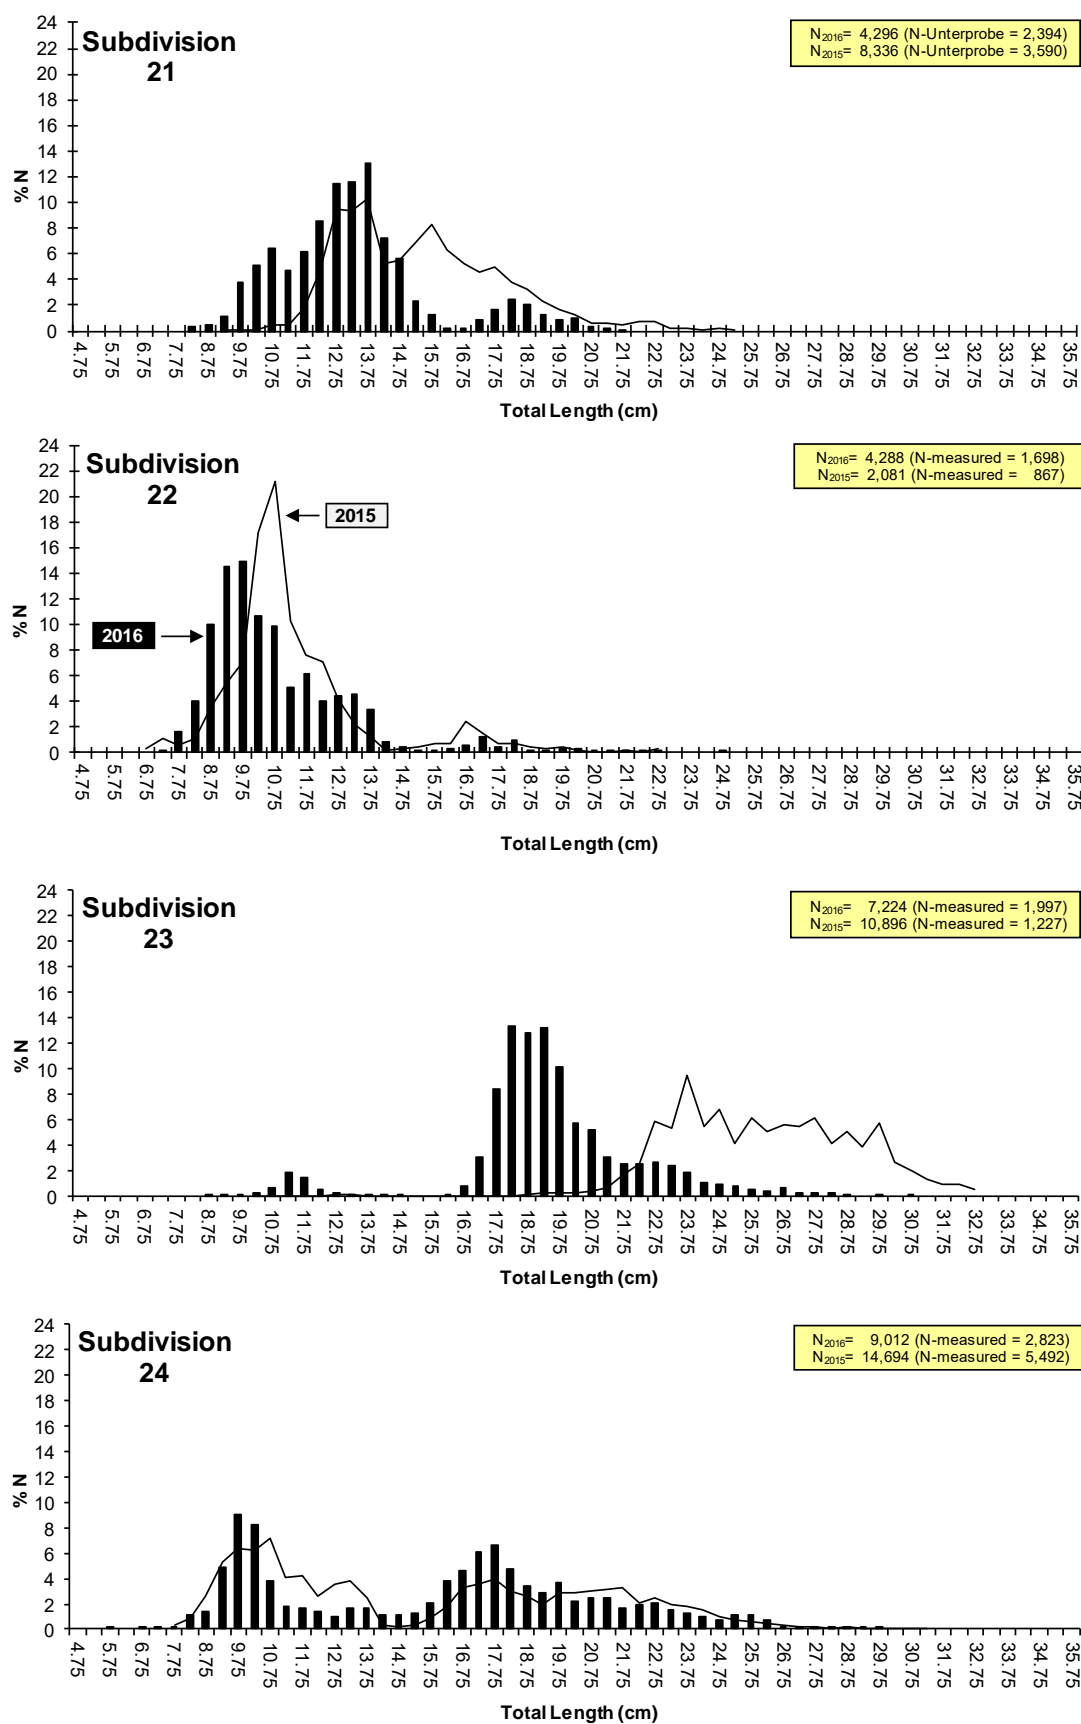 Subdivision
21
N2016= 4,296 (N-Unterprobe = 2,394)
N2015= 8,336 (N-Unterprobe = 3,590)
24
22
20
18
16
14
12
10
8
6
4
2
0
% N
4.75 5.75 6.75 7.75 8.75 9.75 10.75 11.75 12.75 13.75 14.75 15.75 16.75 17.75 18.75 19.75 20.75 21.75 22.75 23.75 24.75 25.75 26.75 27.75 28.75 29.75 30.75 31.75 32.75 33.75 34.75 35.75
Total Length (cm)
Subdivision
22
N2016= 4,288 (N-measured = 1,698)
N2015= 2,081 (N-measured = 867)
2015
2016
24
22
20
18
16
14
12
10
8
6
4
2
0
% N
4.75 5.75 6.75 7.75 8.75 9.75 10.75 11.75 12.75 13.75 14.75 15.75 16.75 17.75 18.75 19.75 20.75 21.75 22.75 23.75 24.75 25.75 26.75 27.75 28.75 29.75 30.75 31.75 32.75 33.75 34.75 35.75
Total Length (cm)
Subdivision
23
N2016= 7,224 (N-measured = 1,997)
N2015= 10,896 (N-measured = 1,227)
24
22
20
18
16
14
12
10
8
6
4
2
0
% N
4.75 5.75 6.75 7.75 8.75 9.75 10.75 11.75 12.75 13.75 14.75 15.75 16.75 17.75 18.75 19.75 20.75 21.75 22.75 23.75 24.75 25.75 26.75 27.75 28.75 29.75 30.75 31.75 32.75 33.75 34.75 35.75
Total Length (cm)
Subdivision
24
N2016= 9,012 (N-measured = 2,823)
N2015= 14,694 (N-measured = 5,492)
24
22
20
18
16
14
12
10
8
6
4
2
0
% N
4.75 5.75 6.75 7.75 8.75 9.75 10.75 11.75 12.75 13.75 14.75 15.75 16.75 17.75 18.75 19.75 20.75 21.75 22.75 23.75 24.75 25.75 26.75 27.75 28.75 29.75 30.75 31.75 32.75 33.75 34.75 35.75
Total Length (cm)